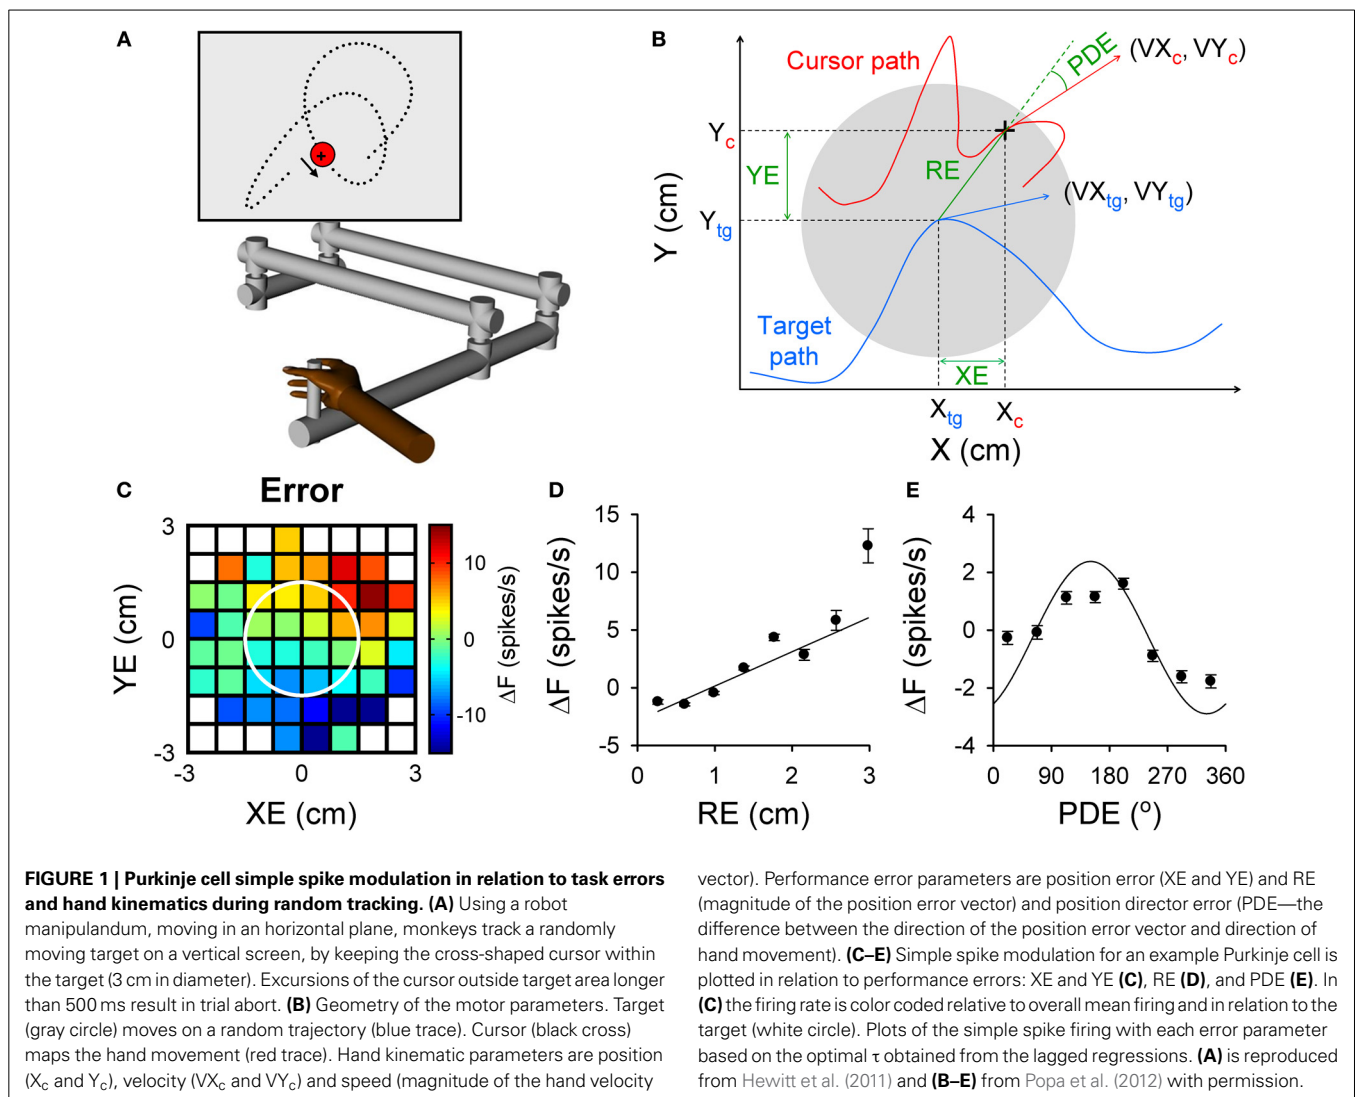 A
B
Cursor path
PDE
(VXc, VYc)
Yc
YE
RE
(VXtg, VYtg)
Ytg
Y (cm)
Target
path
XE
Xtg
Xc
X (cm)
C
Error
3
0
-3
YE (cm)
-3
0
3
XE (cm)
10
0
-10
ΔF (spikes/s)
D
15
10
5
0
-5
ΔF (spikes/s)
0
1
2
3
RE (cm)
E
4
2
0
-2
-4
ΔF (spikes/s)
0
90
180
270
360
PDE (°)
FIGURE 1 | Purkinje cell simple spike modulation in relation to task errors
and hand kinematics during random tracking. (A) Using a robot
manipulandum, moving in an horizontal plane, monkeys track a randomly
moving target on a vertical screen, by keeping the cross-shaped cursor within
the target (3 cm in diameter). Excursions of the cursor outside target area longer
than 500 ms result in trial abort. (B) Geometry of the motor parameters. Target
(gray circle) moves on a random trajectory (blue trace). Cursor (black cross)
maps the hand movement (red trace). Hand kinematic parameters are position
(Xc and Yc), velocity (VXc and VYc) and speed (magnitude of the hand velocity
vector). Performance error parameters are position error (XE and YE) and RE
(magnitude of the position error vector) and position director error (PDE—the
difference between the direction of the position error vector and direction of
hand movement). (C–E) Simple spike modulation for an example Purkinje cell is
plotted in relation to performance errors: XE and YE (C), RE (D), and PDE (E). In
(C) the firing rate is color coded relative to overall mean firing and in relation to the
target (white circle). Plots of the simple spike firing with each error parameter
based on the optimal τ obtained from the lagged regressions. (A) is reproduced
from Hewitt et al. (2011) and (B–E) from Popa et al. (2012) with permission.